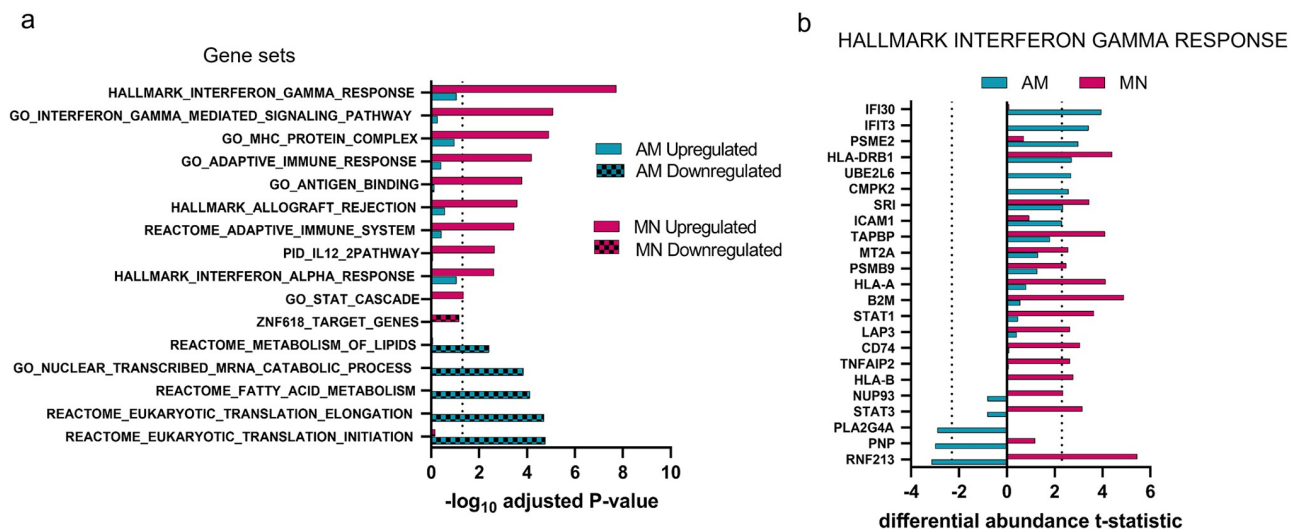 a
Gene sets
HALLMARK_INTERFERON_GAMMA_RESPONSE
GO_INTERFERON_GAMMA_MEDIATED_SIGNALING_PATHWAY
GO_MHC_PROTEIN_COMPLEX
GO_ADAPTIVE_IMMUNE_RESPONSE
GO_ANTIGEN_BINDING
HALLMARK_ALLOGRAFT_REJECTION
REACTOME_ADAPTIVE_IMMUNE_SYSTEM
PID_IL12_2PATHWAY
HALLMARK_INTERFERON_ALPHA_RESPONSE
GO_STAT_CASCADE
ZNF618_TARGET_GENES
REACTOME_METABOLISM_OF_LIPIDS
GO_NUCLEAR_TRANSCRIBED_MRNA_CATABOLIC_PROCESS
REACTOME_FATTY_ACID_METABOLISM
REACTOME_EUKARYOTIC_TRANSLATION_ELONGATION
REACTOME_EUKARYOTIC_TRANSLATION_INITIATION
0 2 4 6 8 10
-log10 adjusted P-value
AM Upregulated
AM Downregulated
MN Upregulated
MN Downregulated
b
HALLMARK INTERFERON GAMMA RESPONSE
AM MN
IFI30
IFIT3
PSME2
HLA-DRB1
UBE2L6
CMPK2
SRI
ICAM1
TAPBP
MT2A
PSMB9
HLA-A
B2M
STAT1
LAP3
CD74
TNFAIP2
HLA-B
NUP93
STAT3
PLA2G4A
PNP
RNF213
-4 -2 0 2 4 6
differential abundance t-statistic